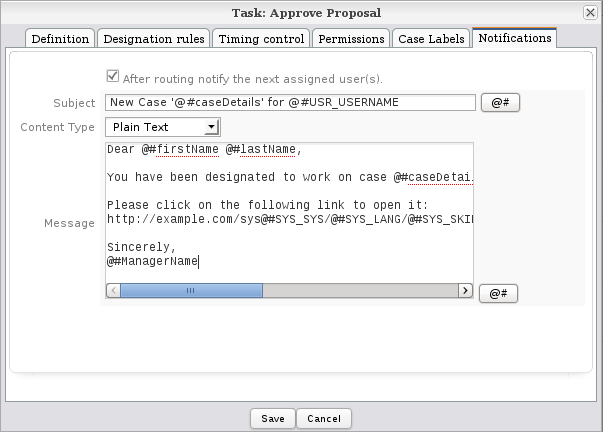 Task: Approve Proposal
Definition Designation rules Timing control Permissions Case Labels Notifications
After routing notify the next assigned user(s).
Subject New Case '@#caseDetails' for @#USR_USERNAME @#
Content Type Plain Text
Dear @#firstName @#lastName,
You have been designated to work on case @#caseDetai
Please click on the following link to open it:
Message http://example.com/sys@#SYS_SYS/@#SYS_LANG/@#SYS_SKI
Sincerely,
@#ManagerName
@#
Save Cancel